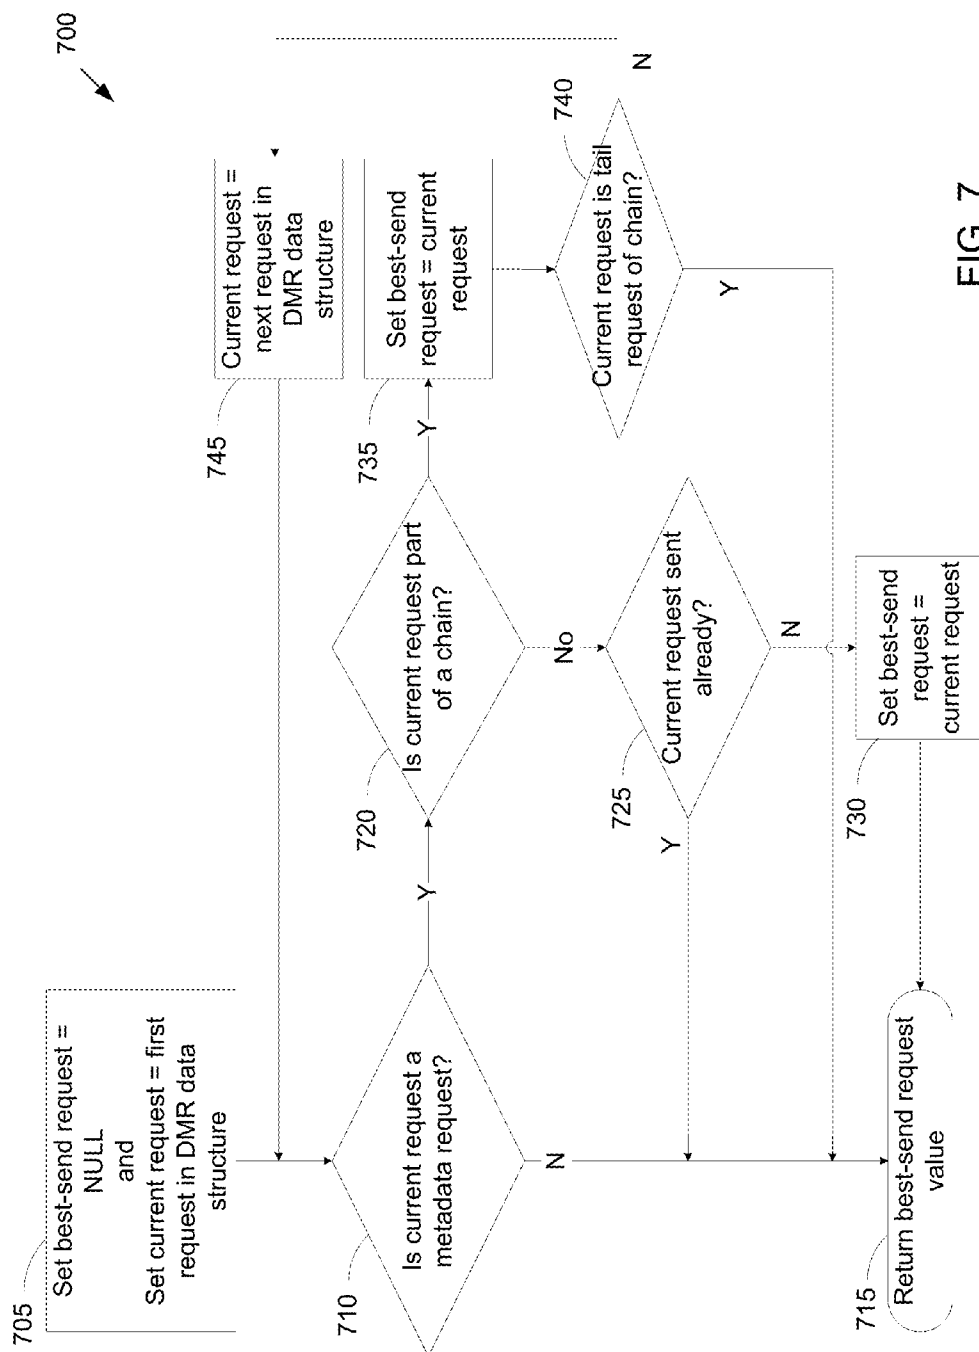 700
705
Set best-send request =
NULL
and
Set current request = first
request in DMR data
structure
745
Current request =
next request in
DMR data
structure
710
Is current request a
metadata request?
Y
N
720
Is current request part
of a chain?
Y
No
735
Set best-send
request = current
request
725
Current request sent
already?
Y
N
740
Current request is tail
request of chain?
N
Y
730
Set best-send
request =
current request
715
Return best-send request
value
FIG. 7